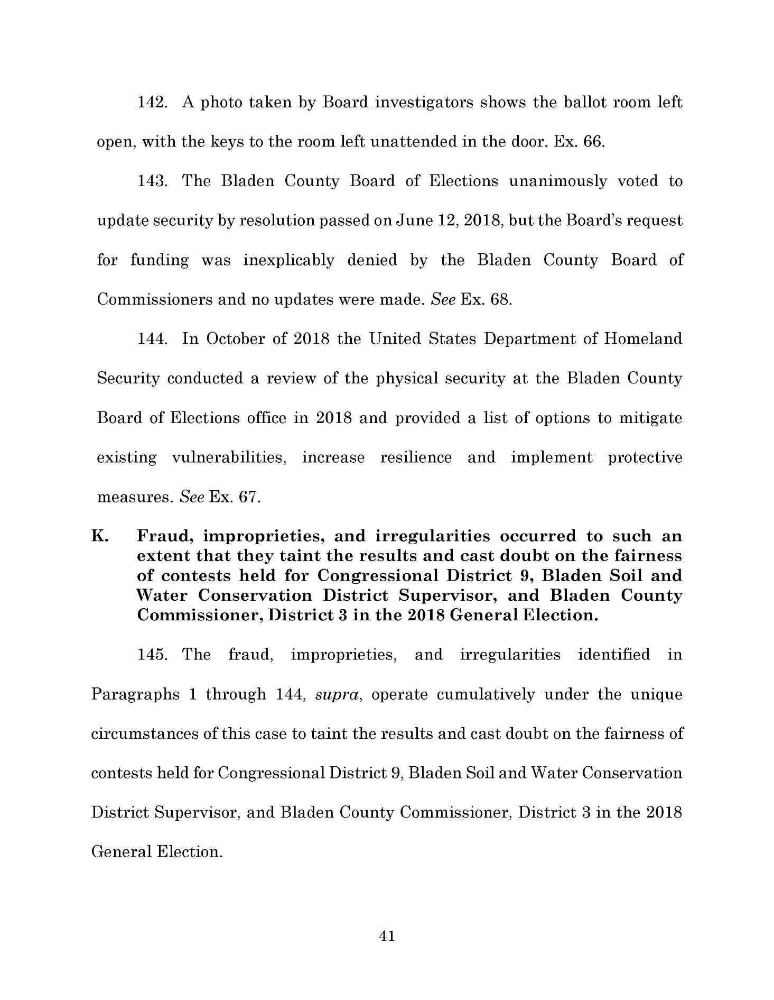 142. A photo taken by Board investigators shows the ballot room left
open, with the keys to the room left unattended in the door. Ex. 66.
143. The Bladen County Board of Elections unanimously voted to
update security by resolution passed on June 12, 2018, but the Board’s request
for funding was inexplicably denied by the Bladen County Board of
Commissioners and no updates were made. See Ex. 68.
144. In October of 2018 the United States Department of Homeland
Security conducted a review of the physical security at the Bladen County
Board of Elections office in 2018 and provided a list of options to mitigate
existing vulnerabilities, increase resilience and implement protective
measures. See Ex. 67.
K. Fraud, improprieties, and irregularities occurred to such an
extent that they taint the results and cast doubt on the fairness
of contests held for Congressional District 9, Bladen Soil and
Water Conservation District Supervisor, and Bladen County
Commissioner, District 3 in the 2018 General Election.
145. The fraud, improprieties, and irregularities identified in
Paragraphs 1 through 144, supra, operate cumulatively under the unique
circumstances of this case to taint the results and cast doubt on the fairness of
contests held for Congressional District 9, Bladen Soil and Water Conservation
District Supervisor, and Bladen County Commissioner, District 3 in the 2018
General Election.
41